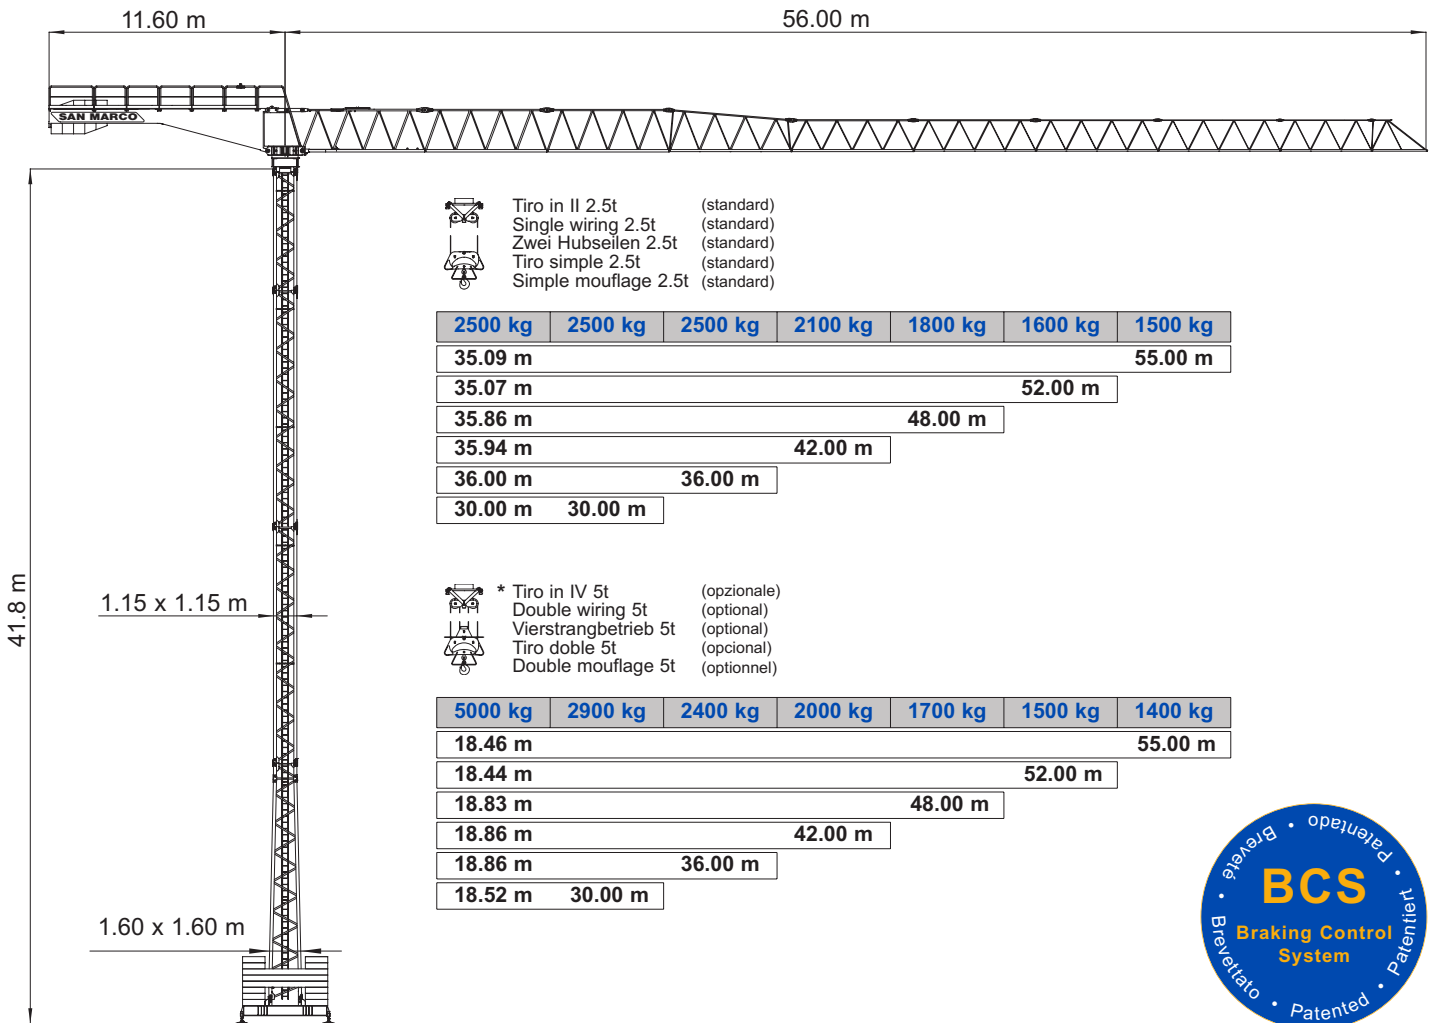 11.60 m
56.00 m
SAN MARCO
41.8 m
1.15 x 1.15 m
1.60 x 1.60 m
Tiro in II 2.5t (standard)
Single wiring 2.5t (standard)
Zwei Hubseilen 2.5t (standard)
Tiro simple 2.5t (standard)
Simple mouflage 2.5t (standard)
2500 kg 2500 kg 2500 kg 2100 kg 1800 kg 1600 kg 1500 kg
35.09 m 55.00 m
35.07 m 52.00 m
35.86 m 48.00 m
35.94 m 42.00 m
36.00 m 36.00 m
30.00 m 30.00 m
* Tiro in IV 5t (opzionale)
Double wiring 5t (optional)
Vierstrangbetrieb 5t (optional)
Tiro doble 5t (opcional)
Double mouflage 5t (optionnel)
5000 kg 2900 kg 2400 kg 2000 kg 1700 kg 1500 kg 1400 kg
18.46 m 55.00 m
18.44 m 52.00 m
18.83 m 48.00 m
18.86 m 42.00 m
18.86 m 36.00 m
18.52 m 30.00 m
BCS
Braking Control
System
Brevettato • Breveté • Patentado • Patentiert • Patented •